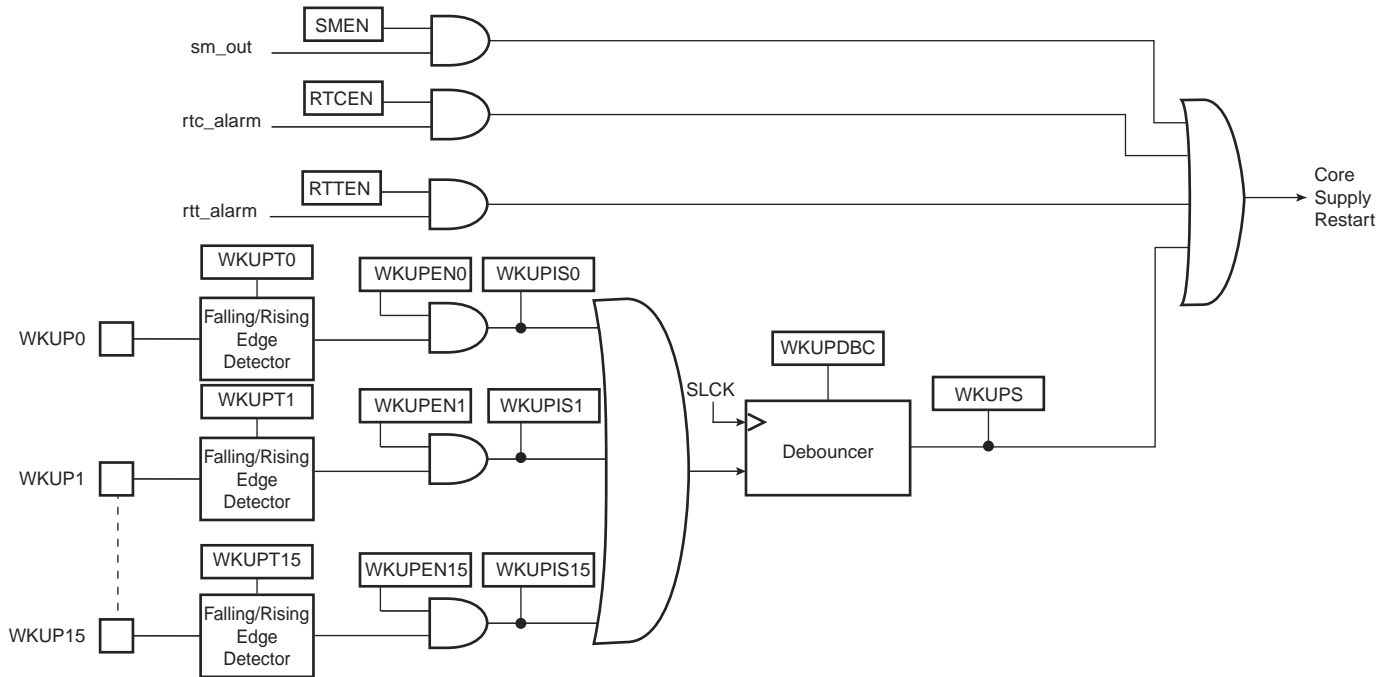 SMEN
sm_out
RTCEN
rtc_alarm
RTTEN
rtt_alarm
Core
Supply
Restart
WKUPT0
WKUPEN0
WKUPIS0
WKUP0
Falling/Rising
Edge
Detector
WKUPDBC
WKUPT1
WKUPEN1
WKUPIS1
SLCK
WKUPS
WKUP1
Falling/Rising
Edge
Detector
Debouncer
WKUPT15
WKUPEN15
WKUPIS15
WKUP15
Falling/Rising
Edge
Detector